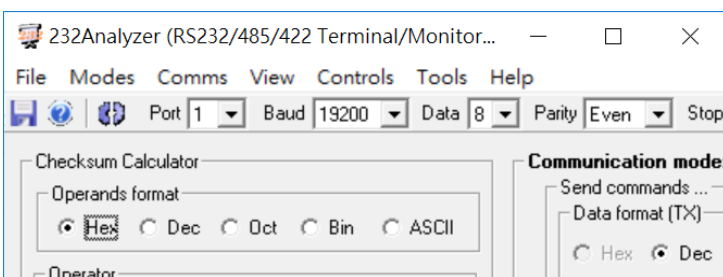 232Analyzer (RS232/485/422 Terminal/Monitor...
File Modes Comms View Controls Tools Help
Port 1 Baud 19200 Data 8 Parity Even Stop
Checksum Calculator
Operands format
Hex Dec Oct Bin ASCII
Operator
Communication mode
Send commands ...
Data format (TX)
Hex Dec